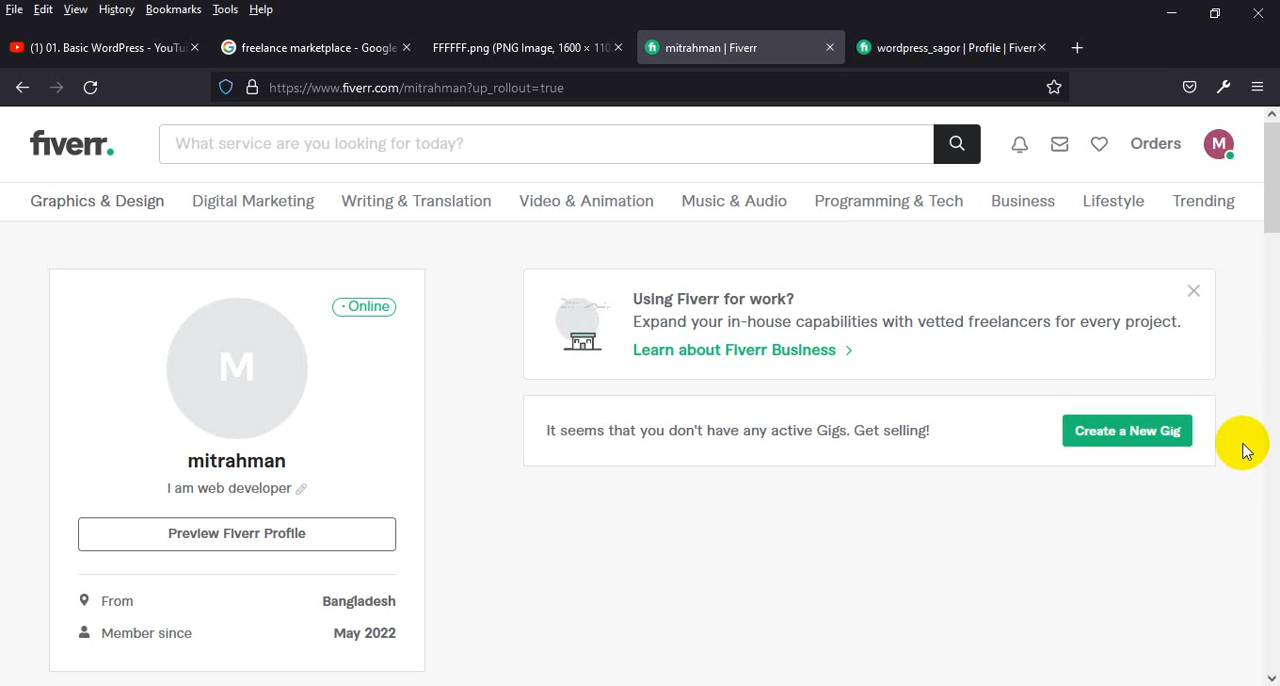 File Edit View History Bookmarks Tools Help
(1) 01. Basic WordPress - YouTu
freelance marketplace - Google
FFFFFF.png (PNG Image, 1600 × 110
mitrahman | Fiverr
wordpress_sagor | Profile | Fiverr
https://www.fiverr.com/mitrahman?up_rollout=true
fiverr.
What service are you looking for today?
Orders
M
Graphics & Design Digital Marketing Writing & Translation Video & Animation Music & Audio Programming & Tech Business Lifestyle Trending
· Online
M
mitrahman
I am web developer
Preview Fiverr Profile
From Bangladesh
Member since May 2022
Using Fiverr for work?
Expand your in-house capabilities with vetted freelancers for every project.
Learn about Fiverr Business
It seems that you don't have any active Gigs. Get selling!
Create a New Gig